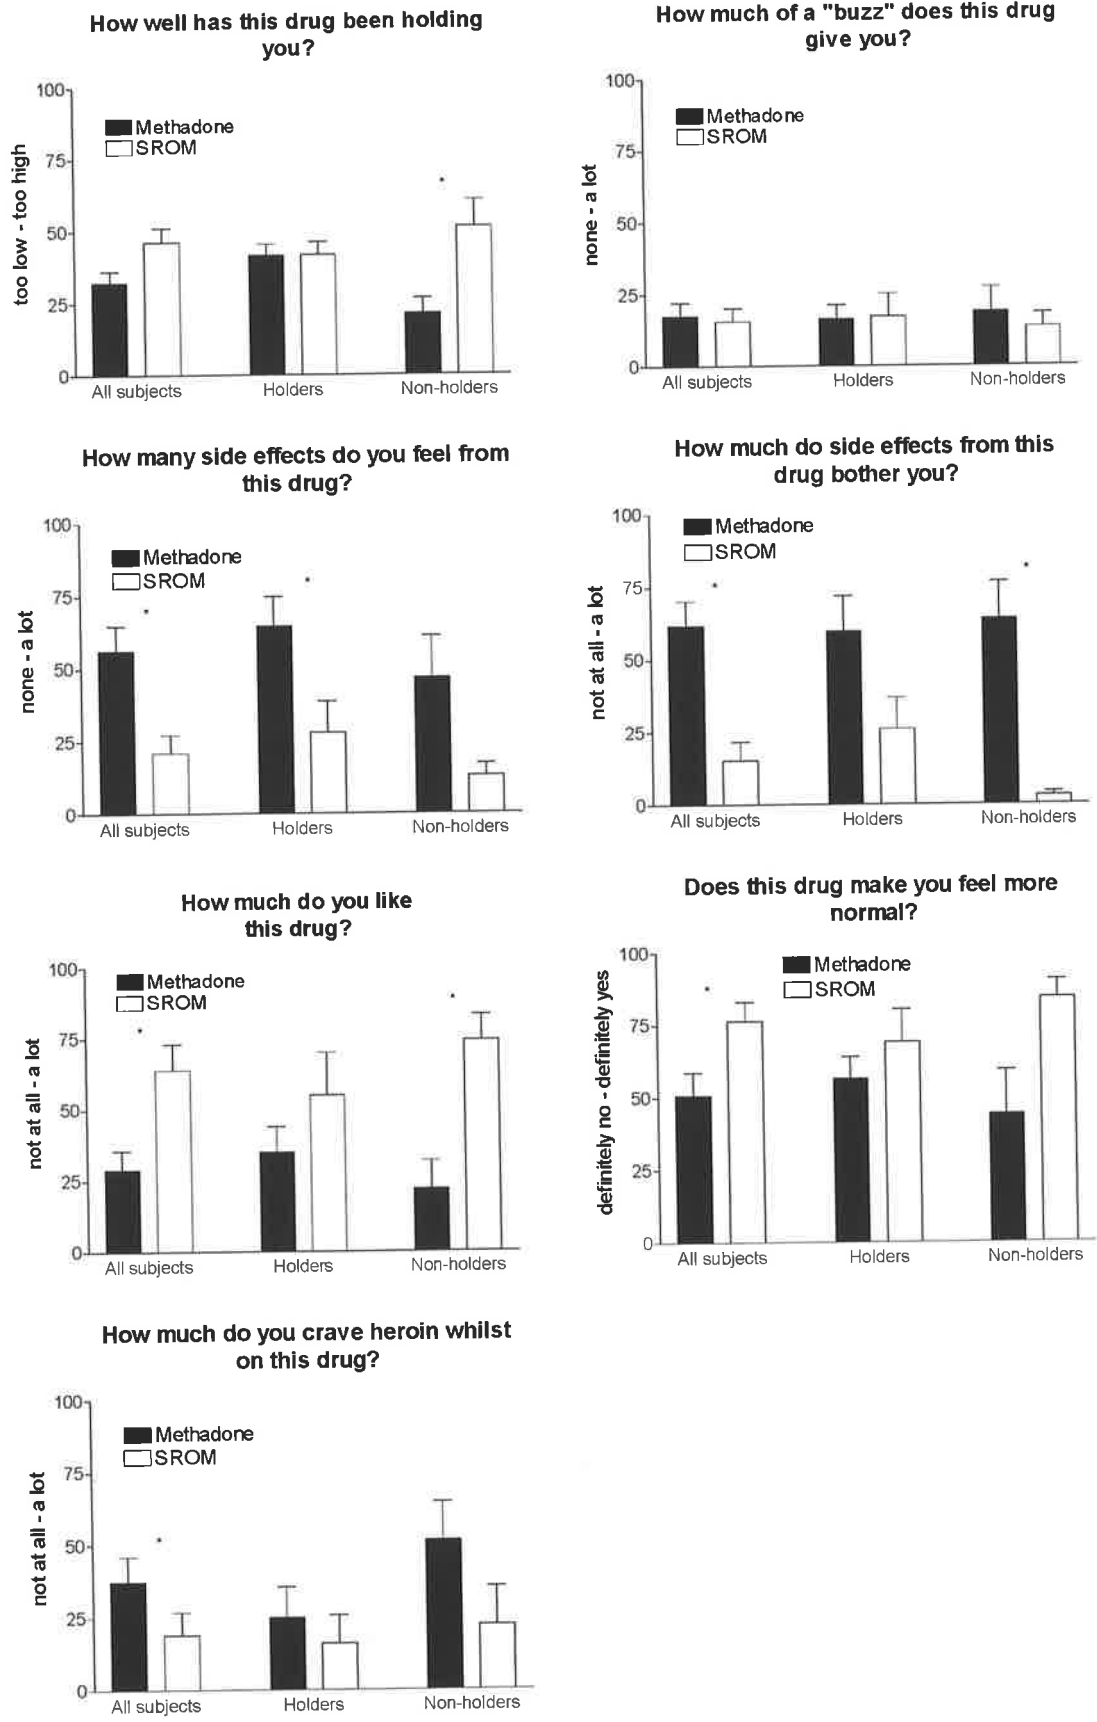 How well has this drug been holding
you?
too low - too high
100
75
50
25
0
Methadone
SROM
*
All subjects
Holders
Non-holders
How much of a "buzz" does this drug
give you?
none - a lot
100
75
50
25
0
Methadone
SROM
All subjects
Holders
Non-holders
How many side effects do you feel from
this drug?
none - a lot
100
75
50
25
0
Methadone
SROM
*
*
All subjects
Holders
Non-holders
How much do side effects from this
drug bother you?
not at all - a lot
100
75
50
25
0
Methadone
SROM
*
*
All subjects
Holders
Non-holders
How much do you like
this drug?
not at all - a lot
100
75
50
25
0
Methadone
SROM
*
*
All subjects
Holders
Non-holders
Does this drug make you feel more
normal?
definitely no - definitely yes
100
75
50
25
0
Methadone
SROM
*
All subjects
Holders
Non-holders
How much do you crave heroin whilst
on this drug?
not at all - a lot
100
75
50
25
0
Methadone
SROM
*
All subjects
Holders
Non-holders